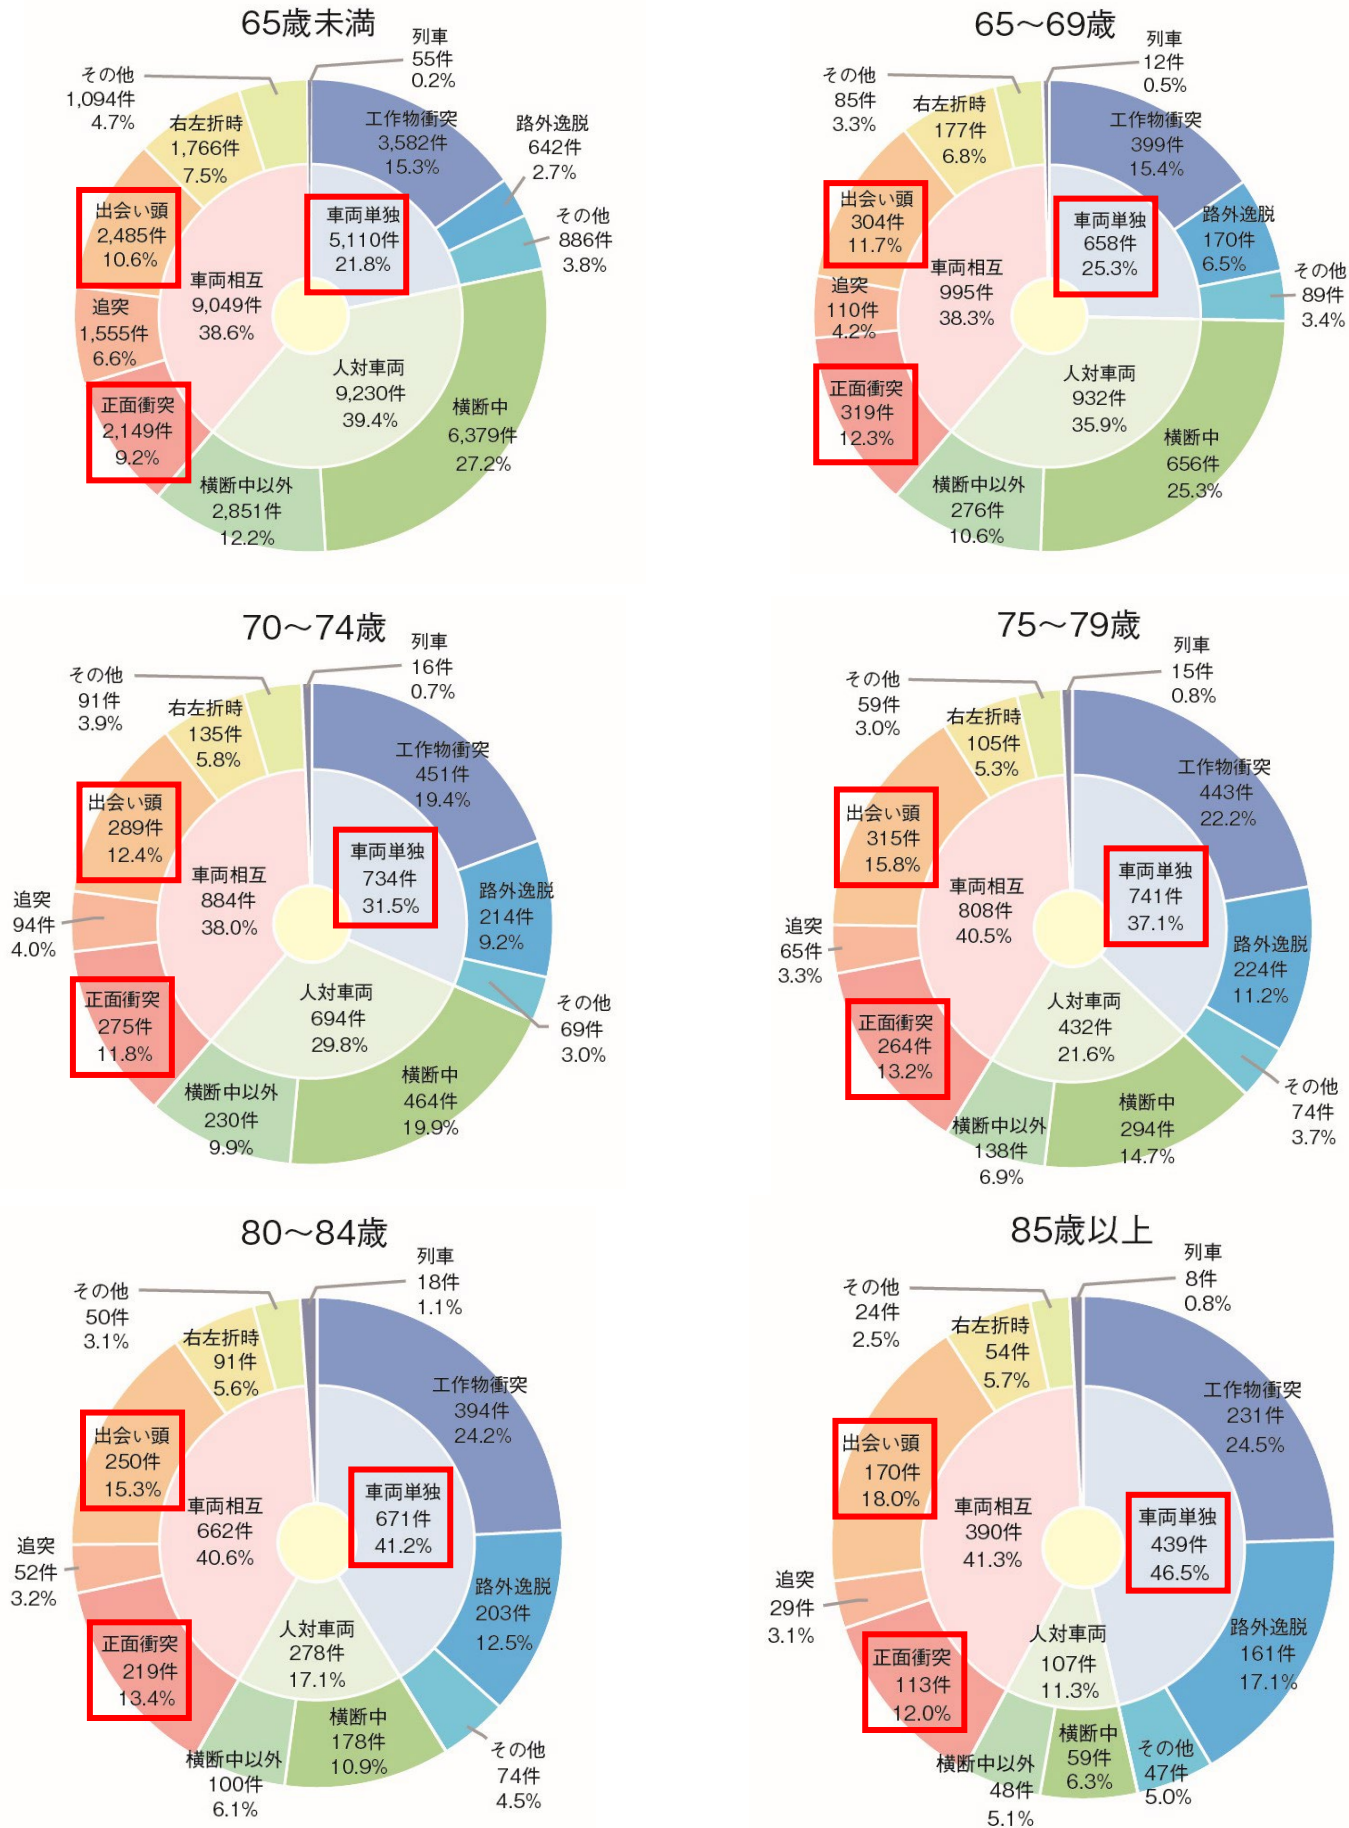 65歳未満
列車
55件
0.2%
その他
1,094件
4.7%
右左折時
1,766件
7.5%
工作物衝突
3,582件
15.3%
路外逸脱
642件
2.7%
その他
886件
3.8%
出会い頭
2,485件
10.6%
車両単独
5,110件
21.8%
車両相互
9,049件
38.6%
追突
1,555件
6.6%
人対車両
9,230件
39.4%
正面衝突
2,149件
9.2%
横断中
6,379件
27.2%
横断中以外
2,851件
12.2%
65～69歳
列車
12件
0.5%
その他
85件
3.3%
右左折時
177件
6.8%
工作物衝突
399件
15.4%
路外逸脱
170件
6.5%
その他
89件
3.4%
出会い頭
304件
11.7%
車両単独
658件
25.3%
車両相互
995件
38.3%
追突
110件
4.2%
人対車両
932件
35.9%
正面衝突
319件
12.3%
横断中
656件
25.3%
横断中以外
276件
10.6%
70～74歳
列車
16件
0.7%
その他
91件
3.9%
右左折時
135件
5.8%
工作物衝突
451件
19.4%
出会い頭
289件
12.4%
車両単独
734件
31.5%
車両相互
884件
38.0%
路外逸脱
214件
9.2%
追突
94件
4.0%
その他
69件
3.0%
正面衝突
275件
11.8%
人対車両
694件
29.8%
横断中
464件
19.9%
横断中以外
230件
9.9%
75～79歳
列車
15件
0.8%
その他
59件
3.0%
右左折時
105件
5.3%
工作物衝突
443件
22.2%
出会い頭
315件
15.8%
車両単独
741件
37.1%
車両相互
808件
40.5%
追突
65件
3.3%
路外逸脱
224件
11.2%
正面衝突
264件
13.2%
人対車両
432件
21.6%
その他
74件
3.7%
横断中
294件
14.7%
横断中以外
138件
6.9%
80～84歳
列車
18件
1.1%
その他
50件
3.1%
右左折時
91件
5.6%
工作物衝突
394件
24.2%
出会い頭
250件
15.3%
車両単独
671件
41.2%
車両相互
662件
40.6%
追突
52件
3.2%
路外逸脱
203件
12.5%
正面衝突
219件
13.4%
人対車両
278件
17.1%
横断中
178件
10.9%
その他
74件
4.5%
横断中以外
100件
6.1%
85歳以上
列車
8件
0.8%
その他
24件
2.5%
右左折時
54件
5.7%
工作物衝突
231件
24.5%
出会い頭
170件
18.0%
車両相互
390件
41.3%
車両単独
439件
46.5%
追突
29件
3.1%
路外逸脱
161件
17.1%
正面衝突
113件
12.0%
人対車両
107件
11.3%
横断中
59件
6.3%
その他
47件
5.0%
横断中以外
48件
5.1%